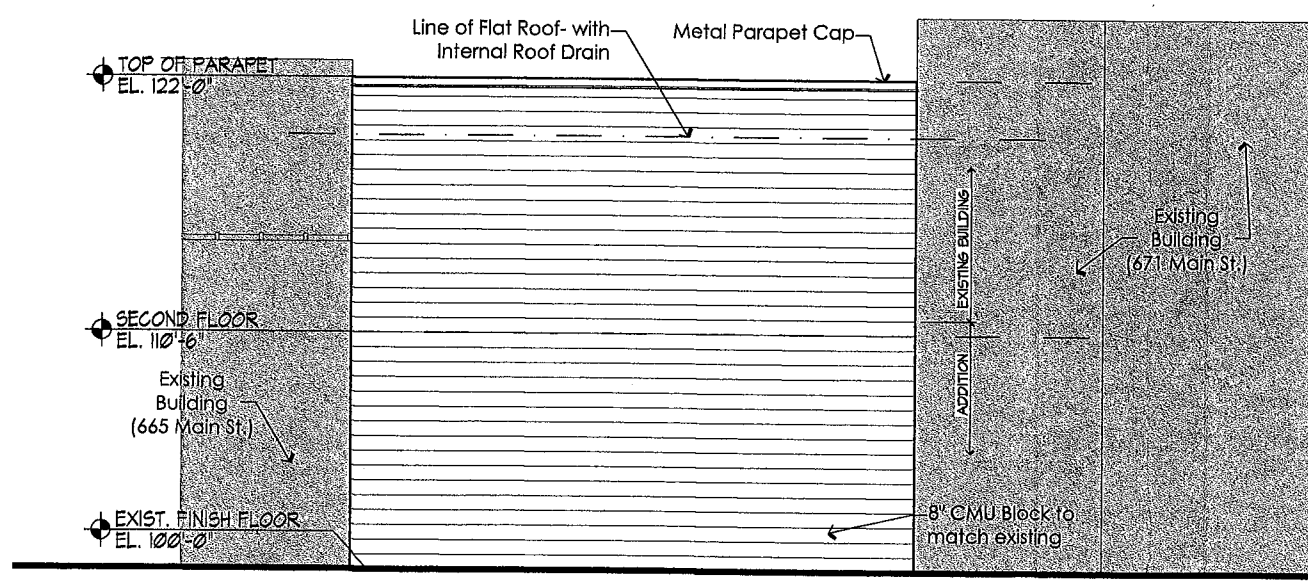 Line of Flat Roof- with
Internal Roof Drain
Metal Parapet Cap
TOP OF PARAPET
EL. 122'-0"
EXISTING BUILDING
Existing
Building
(671 Main St.)
SECOND FLOOR
EL. 110'-6"
ADDITION
Existing
Building
(665 Main St.)
EXIST. FINISH FLOOR
EL. 100'-0"
8" CMU Block to
match existing